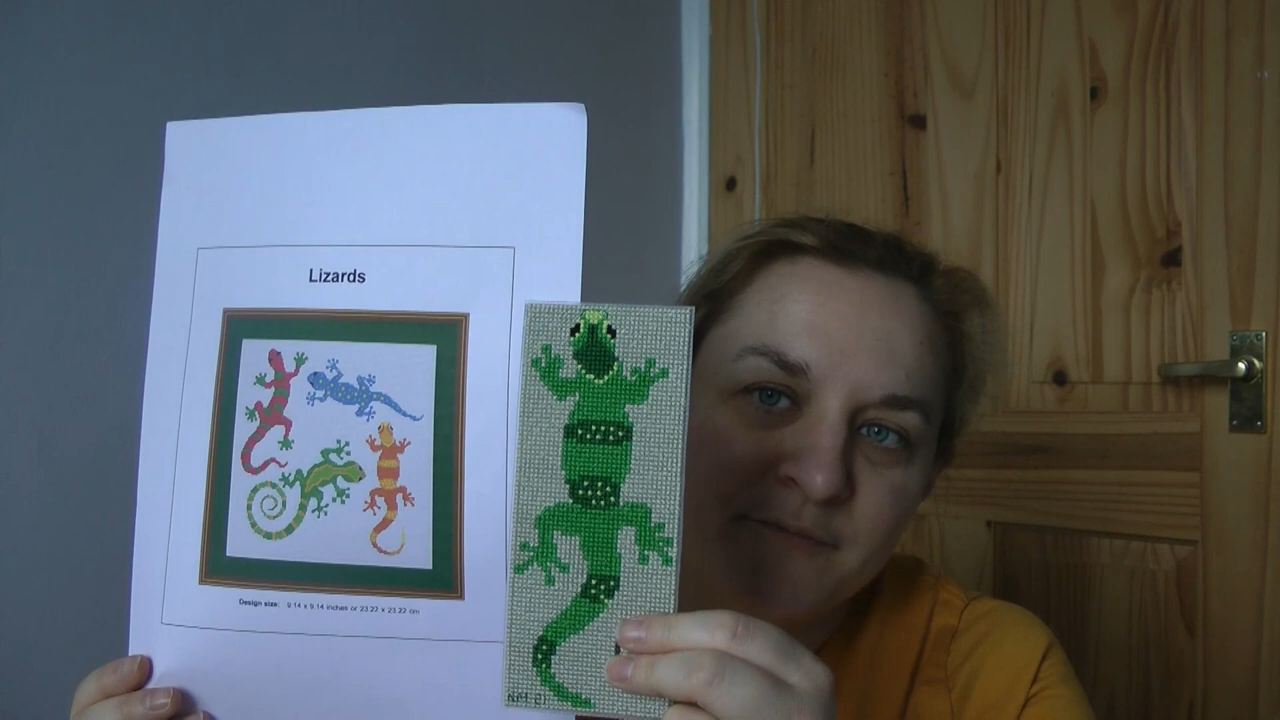 Lizards
Design size: 9.14 x 9.14 inches or 23.22 x 23.22 cm